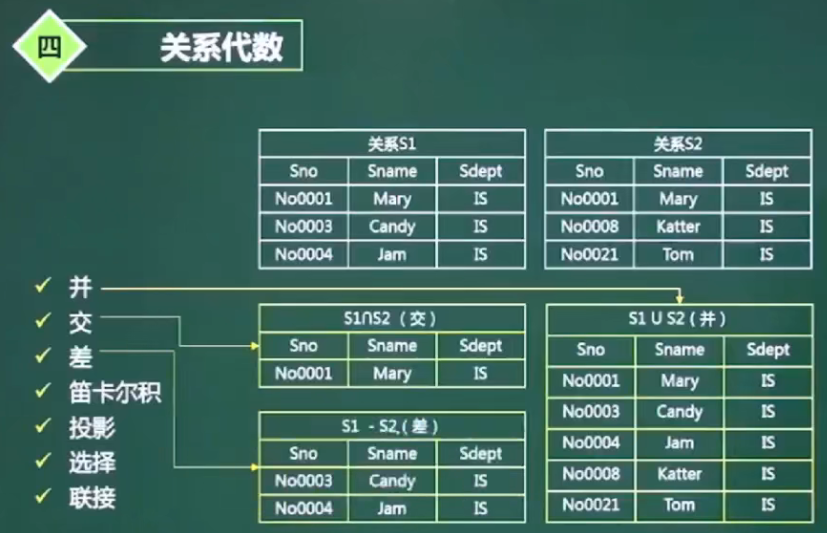 四 关系代数
关系S1
Sno Sname Sdept
No0001 Mary IS
No0003 Candy IS
No0004 Jam IS
关系S2
Sno Sname Sdept
No0001 Mary IS
No0008 Katter IS
No0021 Tom IS
✓ 并
✓ 交
✓ 差
✓ 笛卡尔积
✓ 投影
✓ 选择
✓ 联接
S1∩S2 (交)
Sno Sname Sdept
No0001 Mary IS
S1 - S2 (差)
Sno Sname Sdept
No0003 Candy IS
No0004 Jam IS
S1 U S2 (并)
Sno Sname Sdept
No0001 Mary IS
No0003 Candy IS
No0004 Jam IS
No0008 Katter IS
No0021 Tom IS